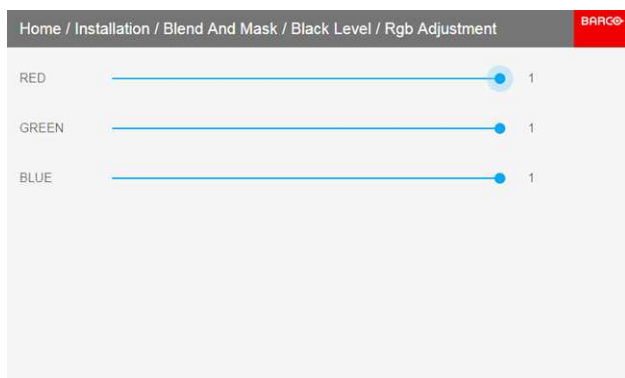 Home / Installation / Blend And Mask / Black Level / Rgb Adjustment
BARCO
RED 1
GREEN 1
BLUE 1